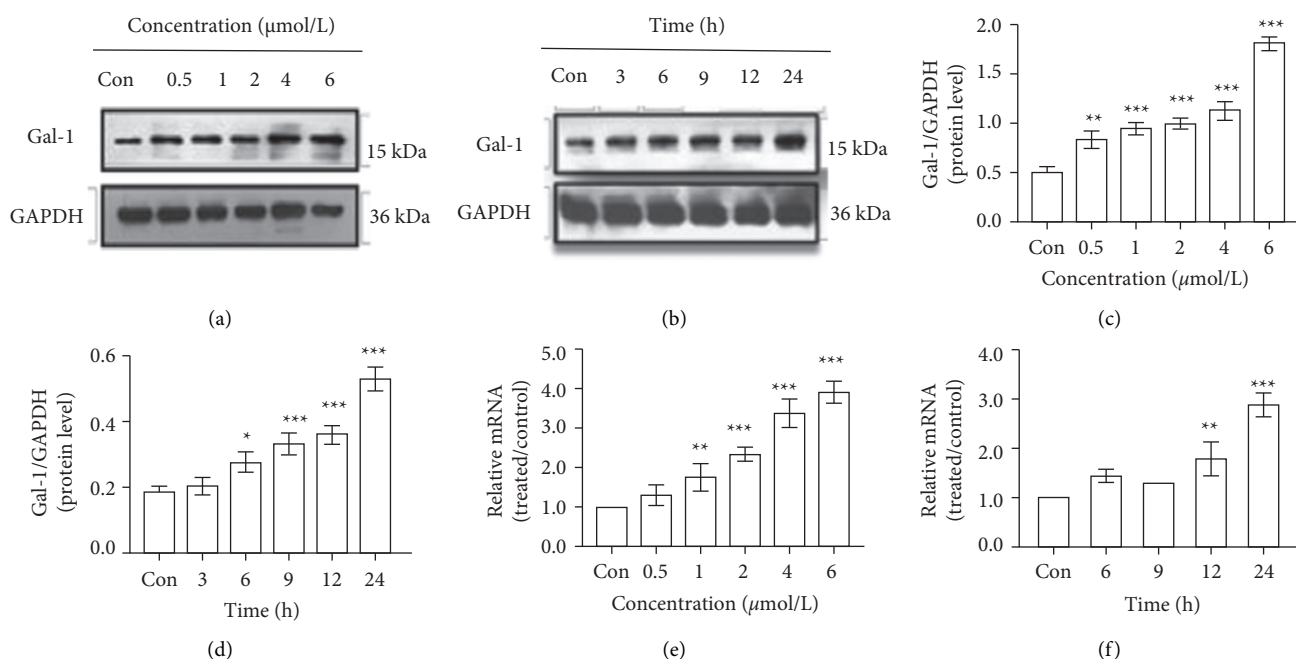 Concentration (μmol/L)
Con 0.5 1 2 4 6
Gal-1
15 kDa
GAPDH
36 kDa
(a)
Time (h)
Con 3 6 9 12 24
Gal-1
15 kDa
GAPDH
36 kDa
(b)
2.0
1.5
1.0
0.5
0.0
Gal-1/GAPDH
(protein level)
** *** *** *** ***
Con 0.5 1 2 4 6
Concentration (μmol/L)
(c)
0.6
0.4
0.2
0.0
Gal-1/GAPDH
(protein level)
* *** *** ***
Con 3 6 9 12 24
Time (h)
(d)
5.0
4.0
3.0
2.0
1.0
0.0
Relative mRNA
(treated/control)
** *** *** ***
Con 0.5 1 2 4 6
Concentration (μmol/L)
(e)
4.0
3.0
2.0
1.0
0.0
Relative mRNA
(treated/control)
** ***
Con 6 9 12 24
Time (h)
(f)